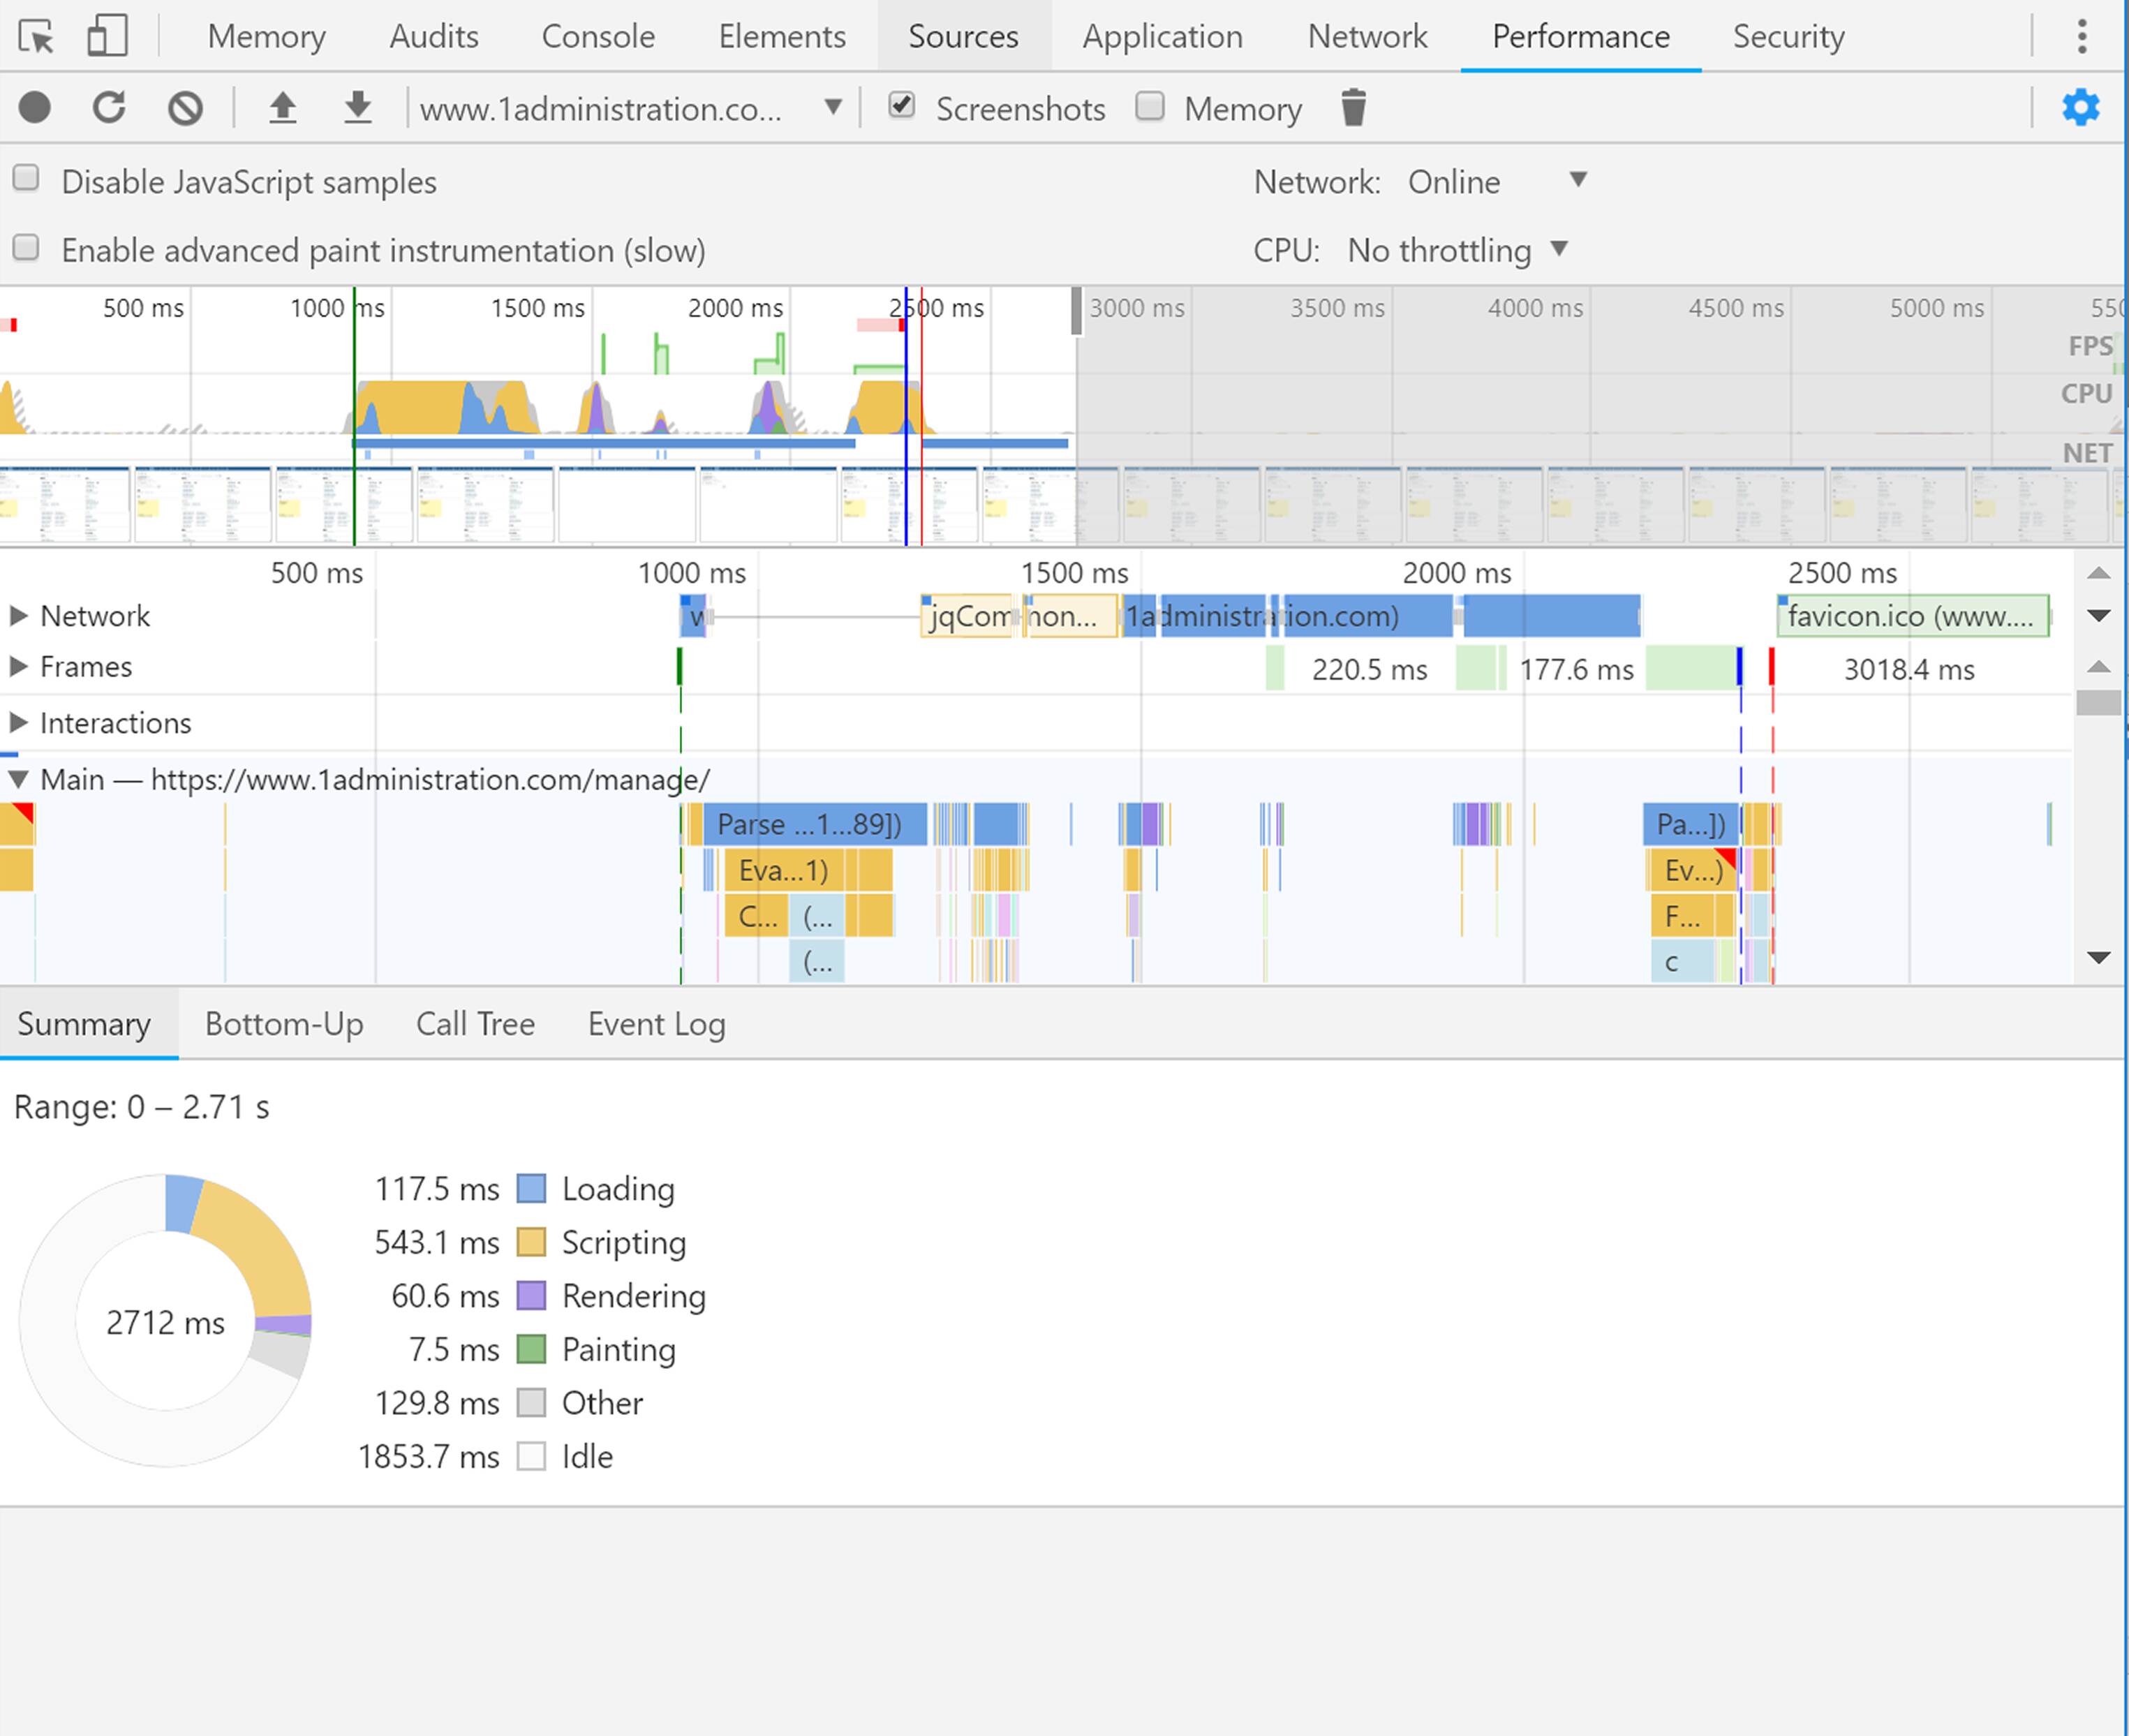 Memory Audits Console Elements Sources Application Network Performance Security
www.1administration.co... Screenshots Memory
Disable JavaScript samples Network: Online
Enable advanced paint instrumentation (slow) CPU: No throttling
500 ms 1000 ms 1500 ms 2000 ms 2500 ms 3000 ms 3500 ms 4000 ms 4500 ms 5000 ms 550
FPS
CPU
NET
500 ms 1000 ms 1500 ms 2000 ms 2500 ms
Network w jqCom non... 1administration.com) favicon.ico (www....
Frames 220.5 ms 177.6 ms 3018.4 ms
Interactions
Main — https://www.1administration.com/manage/
Parse ...1...89]) Pa...])
Eva...1) Ev...)
C... (... F...
(... c
Summary Bottom-Up Call Tree Event Log
Range: 0 – 2.71 s
117.5 ms Loading
543.1 ms Scripting
60.6 ms Rendering
2712 ms
7.5 ms Painting
129.8 ms Other
1853.7 ms Idle